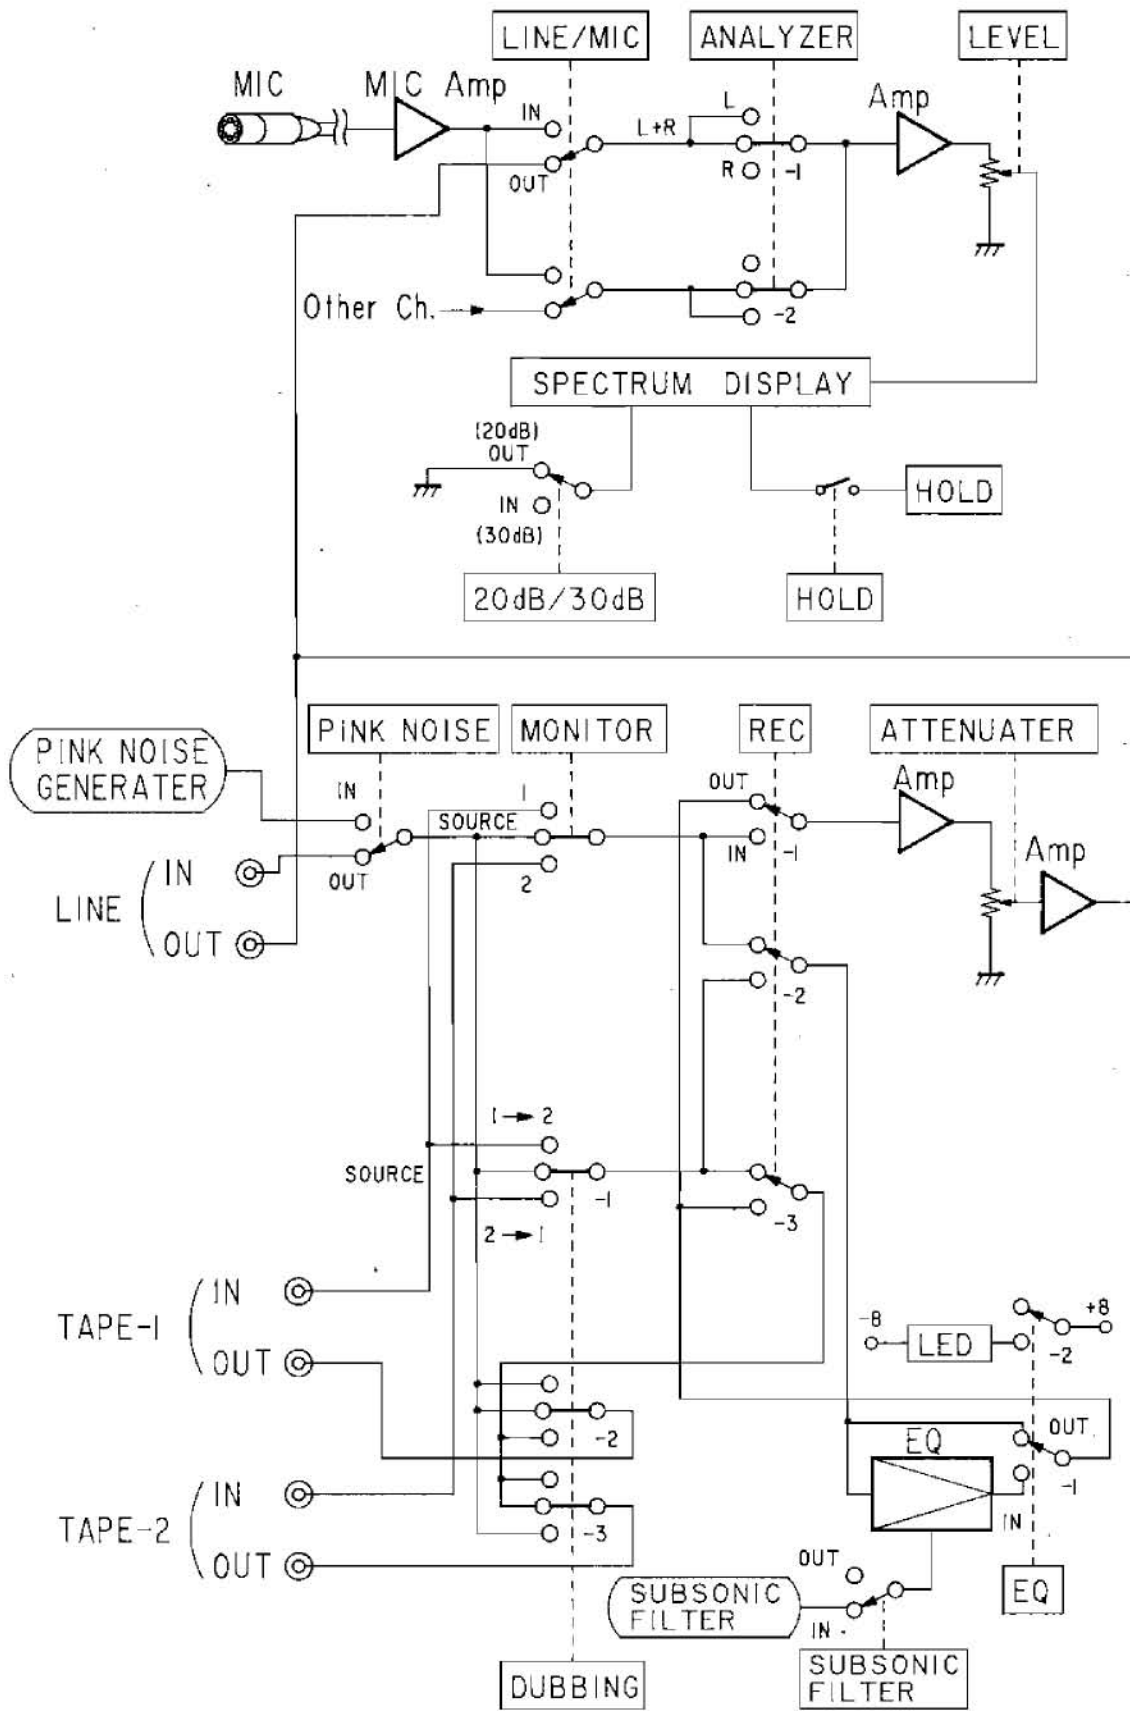 LINE/MIC
ANALYZER
LEVEL
MIC
MIC Amp
Amp
IN
L
L+R
OUT
R
-1
Other Ch.
-2
SPECTRUM DISPLAY
(20dB)
OUT
IN
(30dB)
HOLD
20dB/30dB
HOLD
PINK NOISE
MONITOR
REC
ATTENUATER
PINK NOISE
GENERATER
IN
1
OUT
Amp
SOURCE
OUT
2
IN
-1
Amp
LINE
IN
OUT
-2
1→2
SOURCE
-1
2→1
-3
TAPE-1
IN
OUT
-8
LED
+8
-2
-2
EQ
OUT
-1
IN
TAPE-2
IN
OUT
-3
OUT
SUBSONIC
FILTER
IN
EQ
DUBBING
SUBSONIC
FILTER